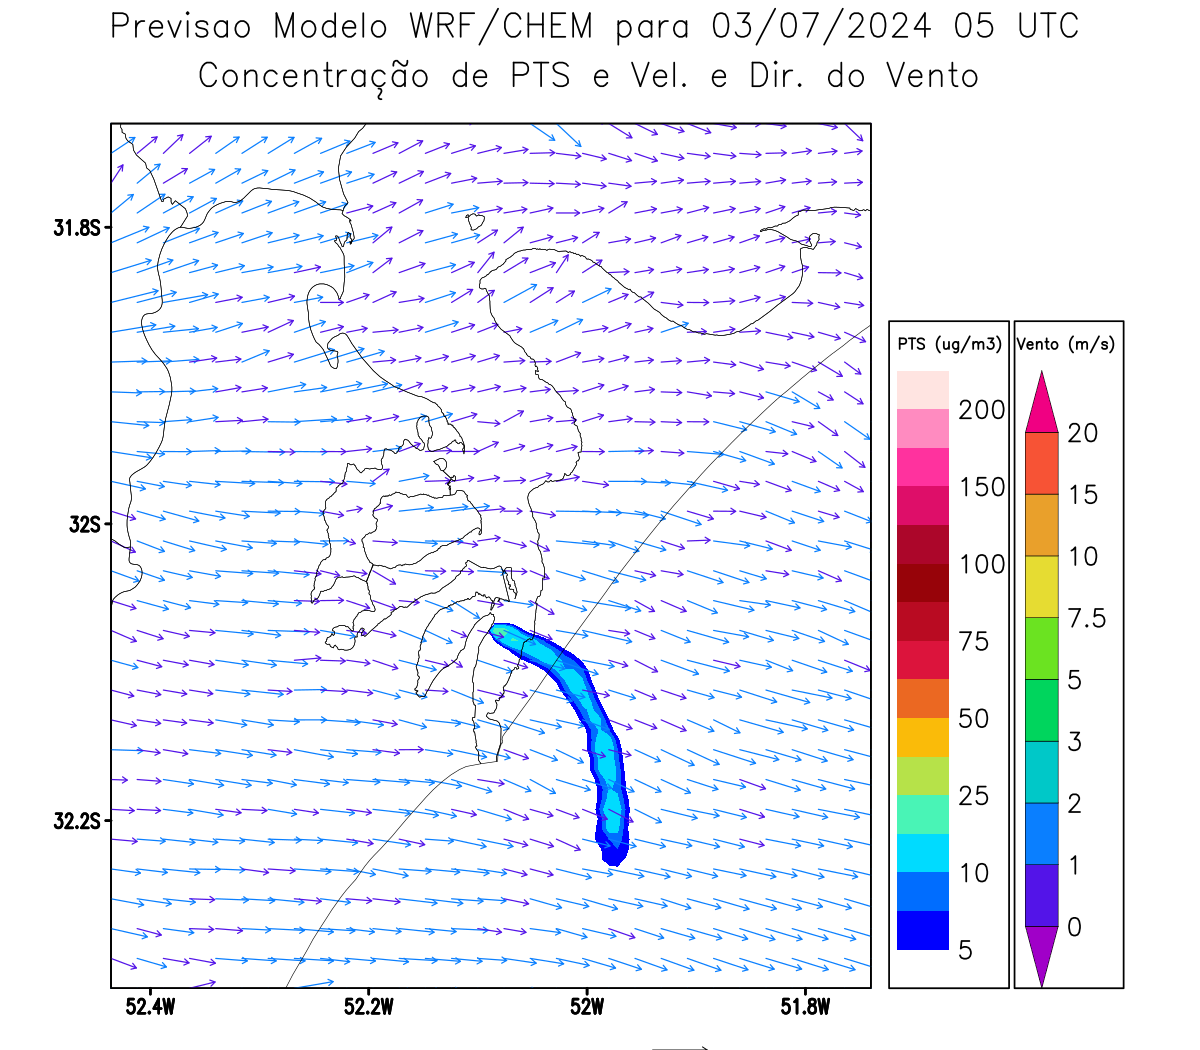 Previsao Modelo WRF/CHEM para 03/07/2024 05 UTC
Concentração de PTS e Vel. e Dir. do Vento
31.8S
32S
32.2S
52.4W
52.2W
52W
51.8W
PTS (ug/m3)
200
150
100
75
50
25
10
5
Vento (m/s)
20
15
10
7.5
5
3
2
1
0